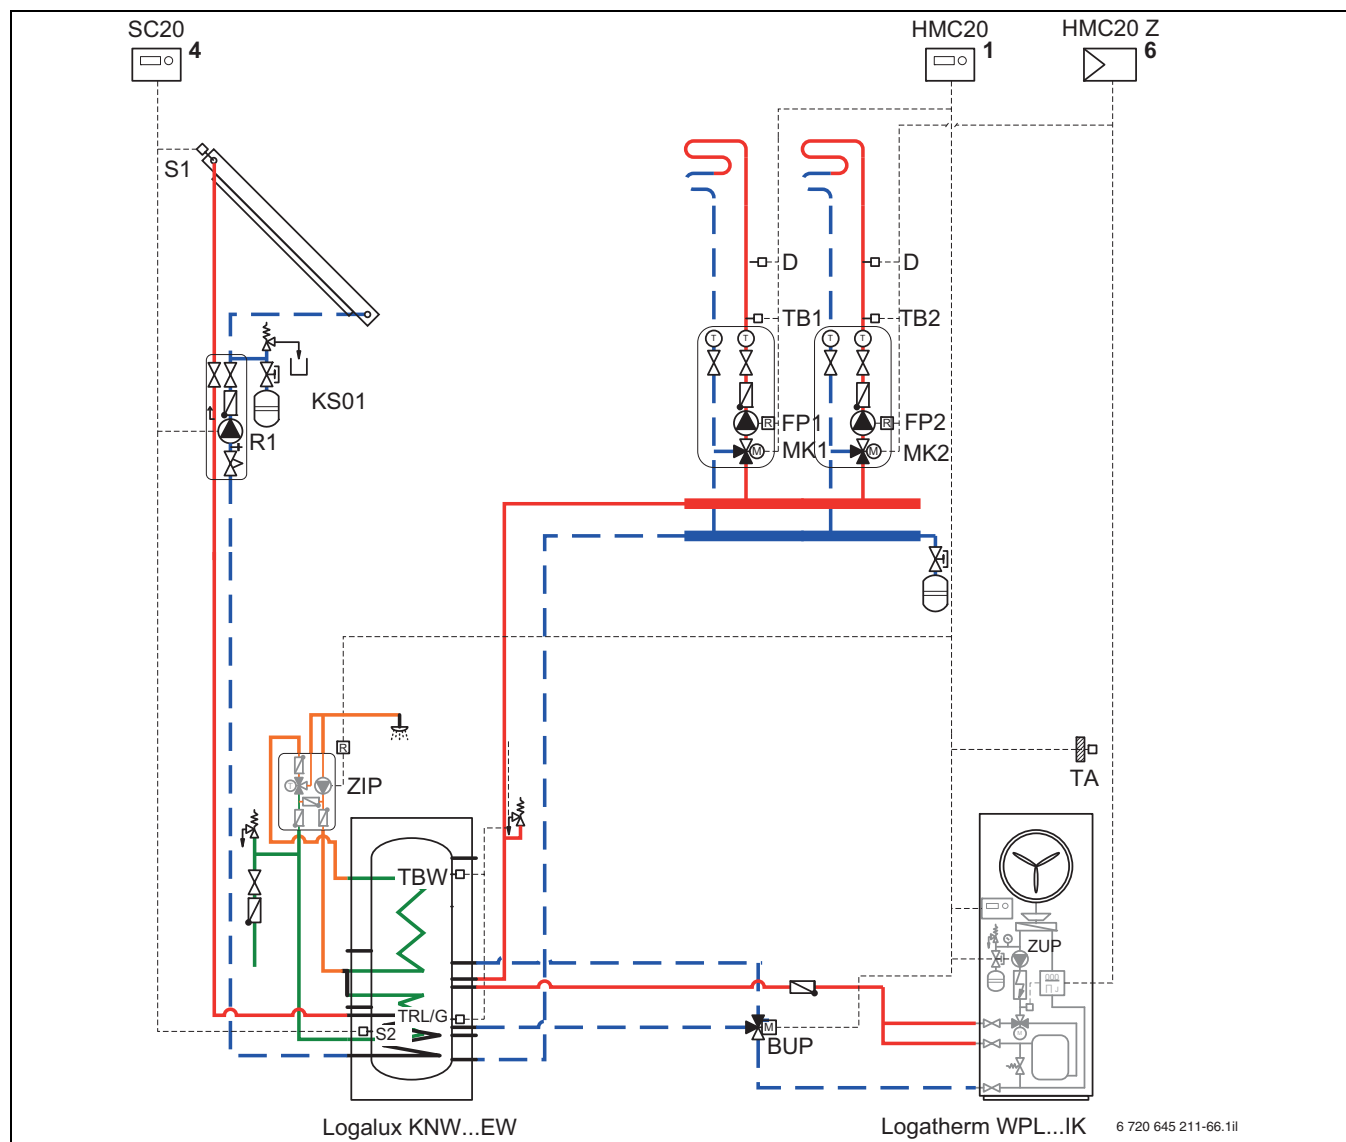 SC20
4
HMC20
1
HMC20 Z
6
S1
D
D
TB1
TB2
T
T
T
T
KS01
R1
FP1
R
FP2
R
MK1
M
MK2
M
R
ZIP
T
TA
TBW
ZUP
TRL/G
S2
M
M
BUP
Logalux KNW...EW
Logatherm WPL...IK
6 720 645 211-66.1il